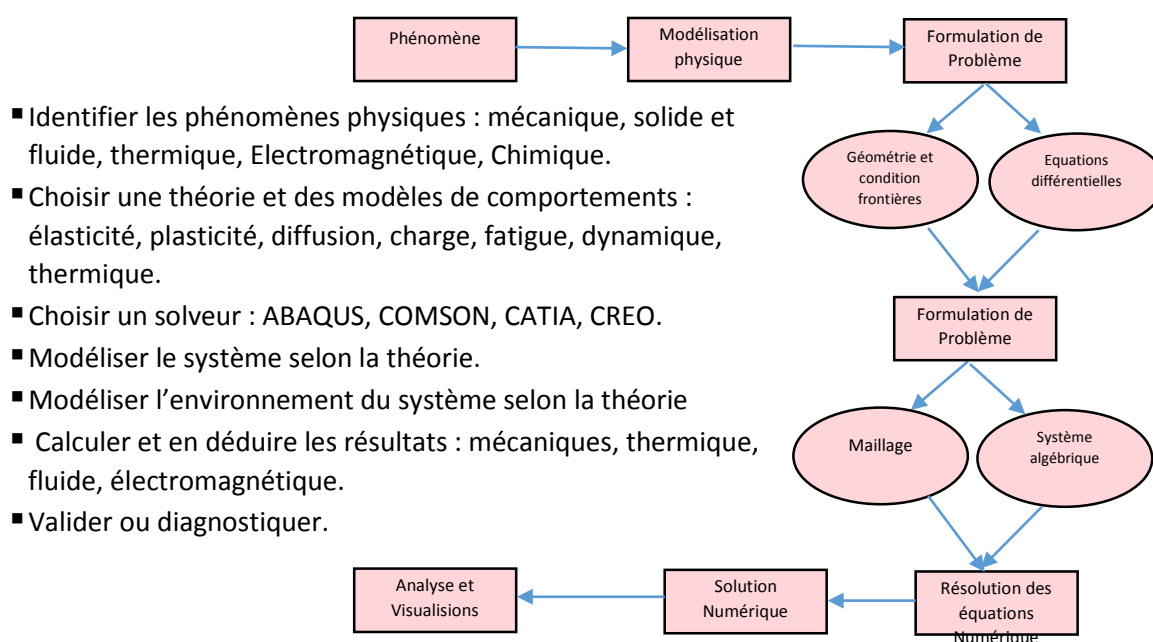 Phénomène
Modélisation
physique
Formulation de
Problème
▪ Identifier les phénomènes physiques : mécanique, solide et
fluide, thermique, Electromagnétique, Chimique.
▪ Choisir une théorie et des modèles de comportements :
élasticité, plasticité, diffusion, charge, fatigue, dynamique,
thermique.
▪ Choisir un solveur : ABAQUS, COMSON, CATIA, CREO.
▪ Modéliser le système selon la théorie.
▪ Modéliser l’environnement du système selon la théorie
▪ Calculer et en déduire les résultats : mécaniques, thermique,
fluide, électromagnétique.
▪ Valider ou diagnostiquer.
Géométrie et
condition
frontières
Equations
différentielles
Formulation de
Problème
Maillage
Système
algébrique
Analyse et
Visualisions
Solution
Numérique
Résolution des
équations
Numérique